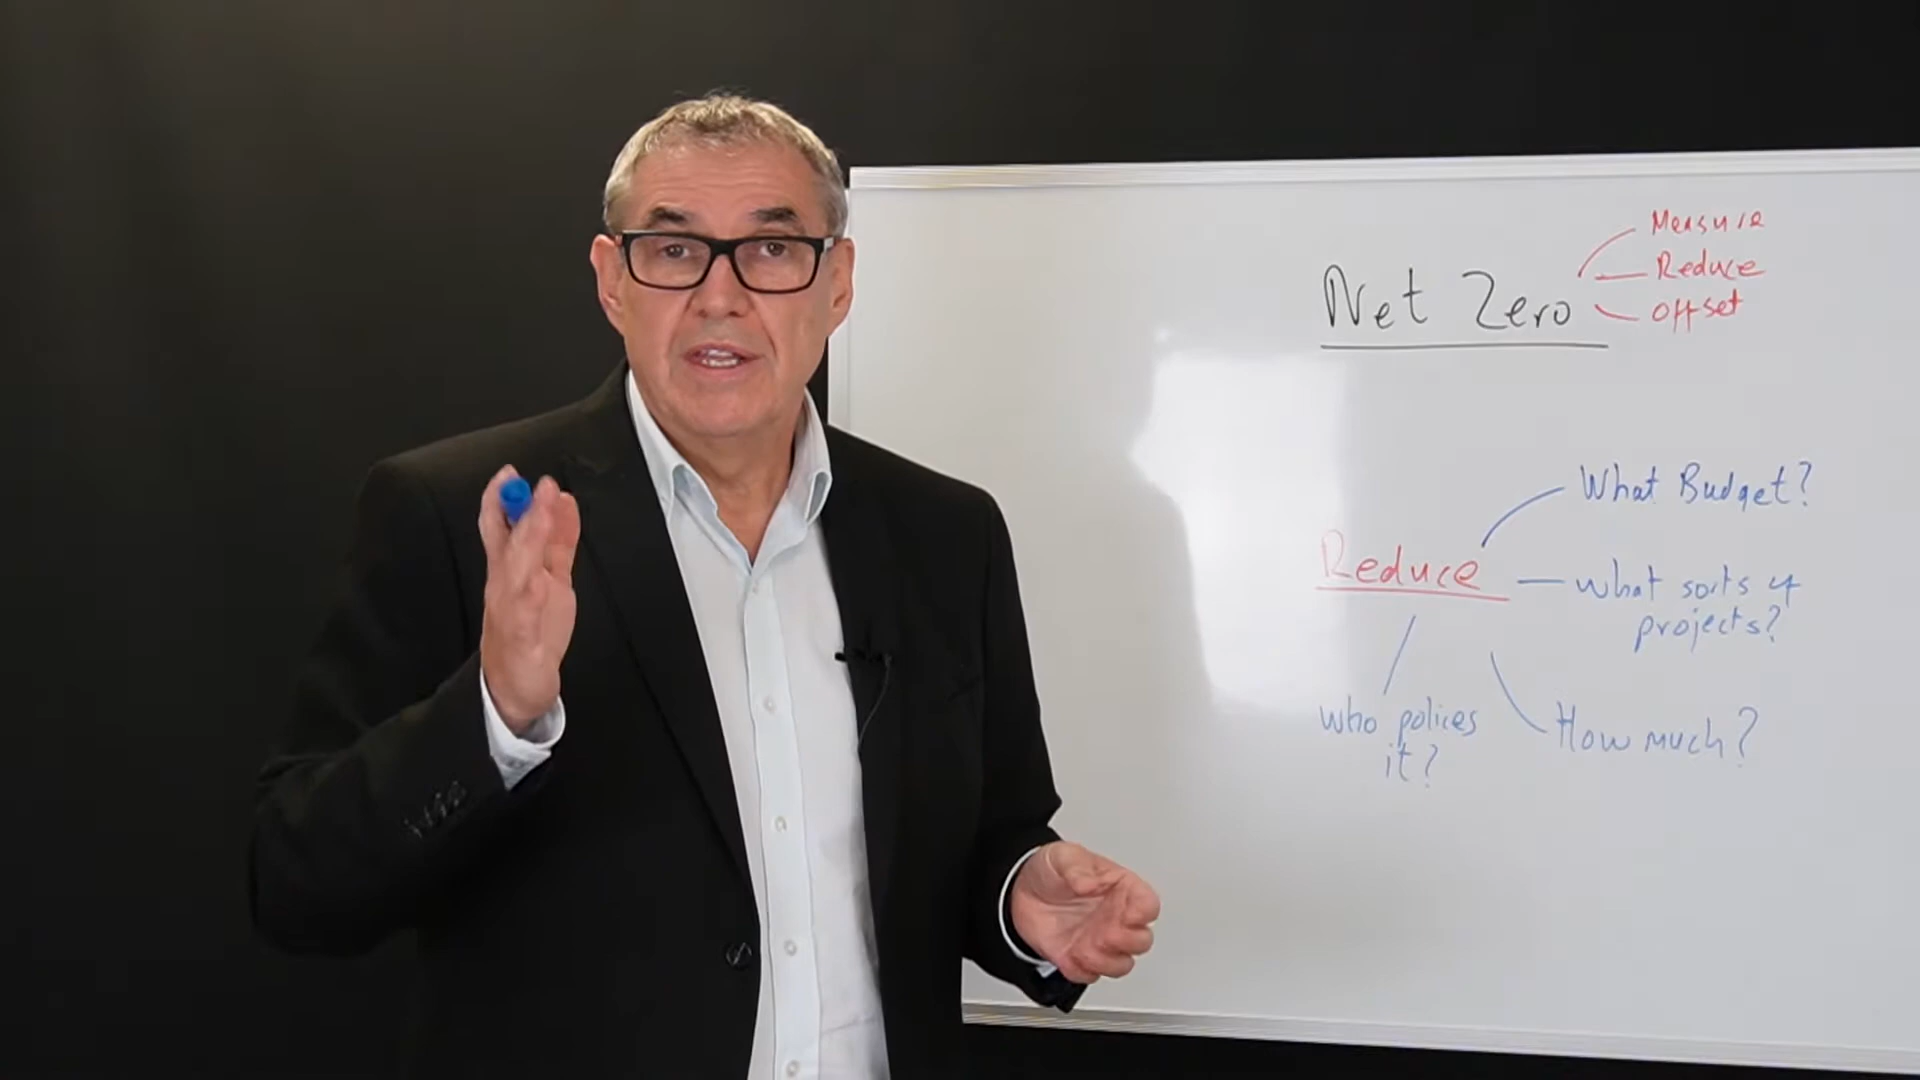 Measure
Reduce
Net Zero
offset
What Budget?
Reduce
what sorts of
projects?
who polices
it?
How much?